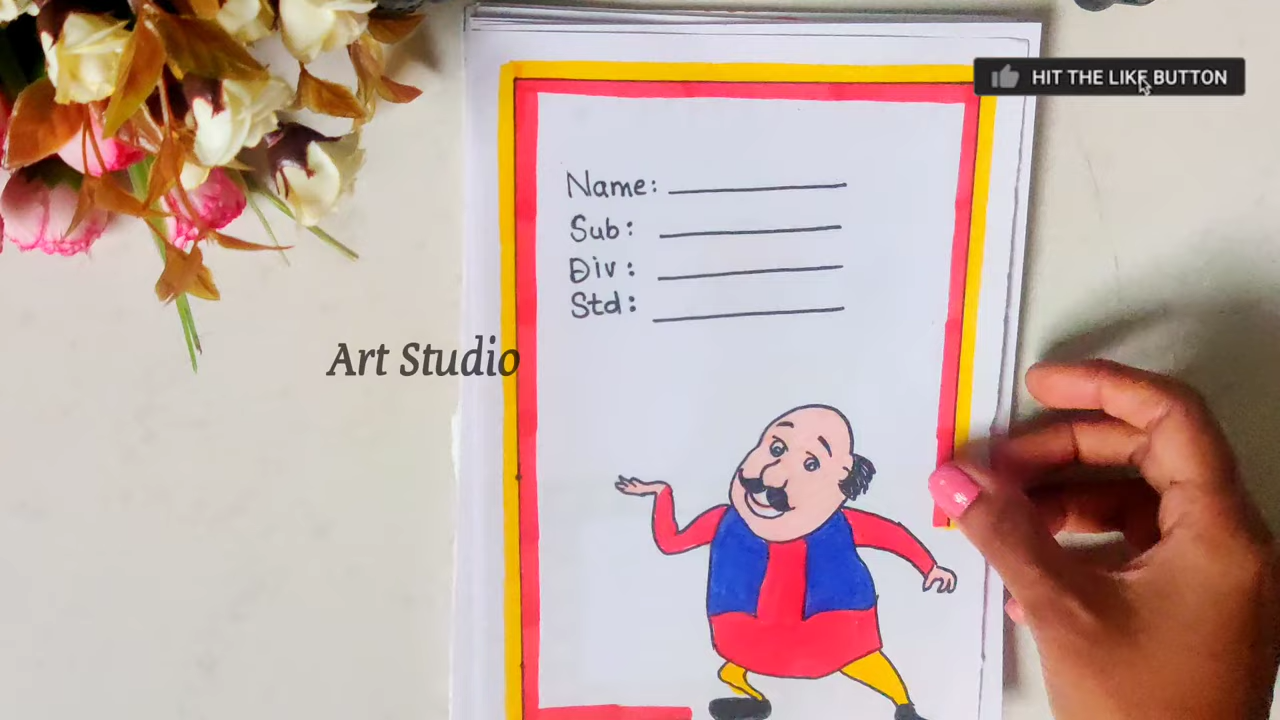 HIT THE LIKE BUTTON
Name:
Sub:
Div:
Std:
Art Studio